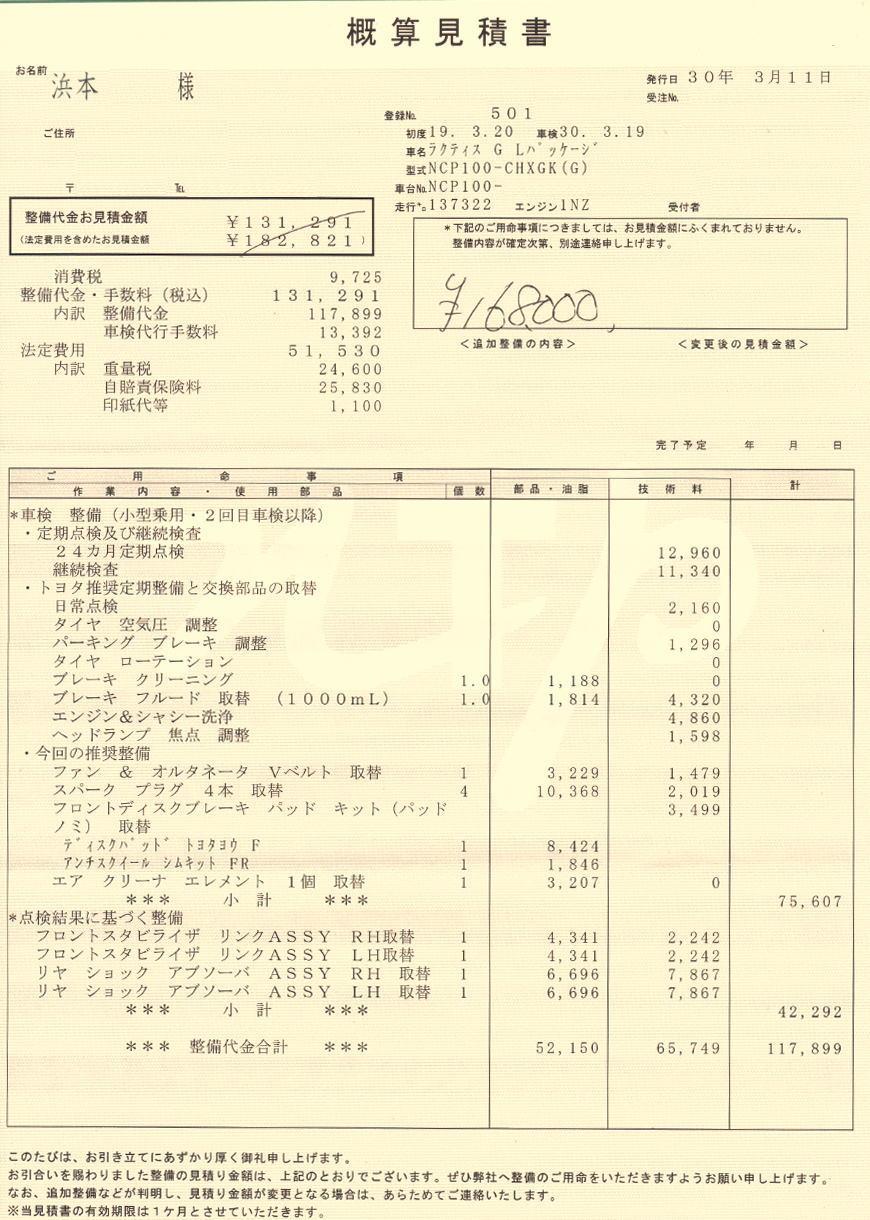 概算見積書
お名前 浜本 様
発行日 30年 3月11日
受注No.
登録No. 501
ご住所
初度19. 3.20 車検30. 3.19
車名ラクティス G Lパッケージ
型式NCP100-CHXGK(G)
〒 TEL
車台No.NCP100-
走行キロ137322 エンジン1NZ 受付者
整備代金お見積金額 ¥131,291
(法定費用を含めたお見積金額 ¥182,821)
*下記のご用命事項につきましては、お見積金額にふくまれておりません。
整備内容が確定次第、別途連絡申し上げます。
¥168000,
<追加整備の内容> <変更後の見積金額>
消費税 9,725
整備代金・手数料(税込) 131,291
内訳 整備代金 117,899
車検代行手数料 13,392
法定費用 51,530
内訳 重量税 24,600
自賠責保険料 25,830
印紙代等 1,100
完了予定 年 月 日
ご用命事項
作業内容・使用部品 個数 部品・油脂 技術料 計
*車検 整備(小型乗用・2回目車検以降)
・定期点検及び継続検査
24カ月定期点検 12,960
継続検査 11,340
・トヨタ推奨定期整備と交換部品の取替
日常点検 2,160
タイヤ 空気圧 調整 0
パーキング ブレーキ 調整 1,296
タイヤ ローテーション 0
ブレーキ クリーニング 1.0 1,188 0
ブレーキ フルード 取替 (1000mL) 1.0 1,814 4,320
エンジン&シャシー洗浄 4,860
ヘッドランプ 焦点 調整 1,598
・今回の推奨整備
ファン & オルタネータ Vベルト 取替 1 3,229 1,479
スパーク プラグ 4本 取替 4 10,368 2,019
フロントディスクブレーキ パッド キット(パッド 3,499
ノミ) 取替
ディスクパッド トヨタヨウ F 1 8,424
アンチスクイール シムキット FR 1 1,846
エア クリーナ エレメント 1個 取替 1 3,207 0
*** 小計 *** 75,607
*点検結果に基づく整備
フロントスタビライザ リンクASSY RH取替 1 4,341 2,242
フロントスタビライザ リンクASSY LH取替 1 4,341 2,242
リヤ ショック アブソーバ ASSY RH 取替 1 6,696 7,867
リヤ ショック アブソーバ ASSY LH 取替 1 6,696 7,867
*** 小計 *** 42,292
*** 整備代金合計 *** 52,150 65,749 117,899
このたびは、お引き立てにあずかり厚く御礼申し上げます。
お引合いを賜わりました整備の見積り金額は、上記のとおりでございます。ぜひ弊社へ整備のご用命をいただきますようお願い申し上げます。
なお、追加整備などが判明し、見積り金額が変更となる場合は、あらためてご連絡いたします。
※当見積書の有効期限は1ケ月とさせていただきます。